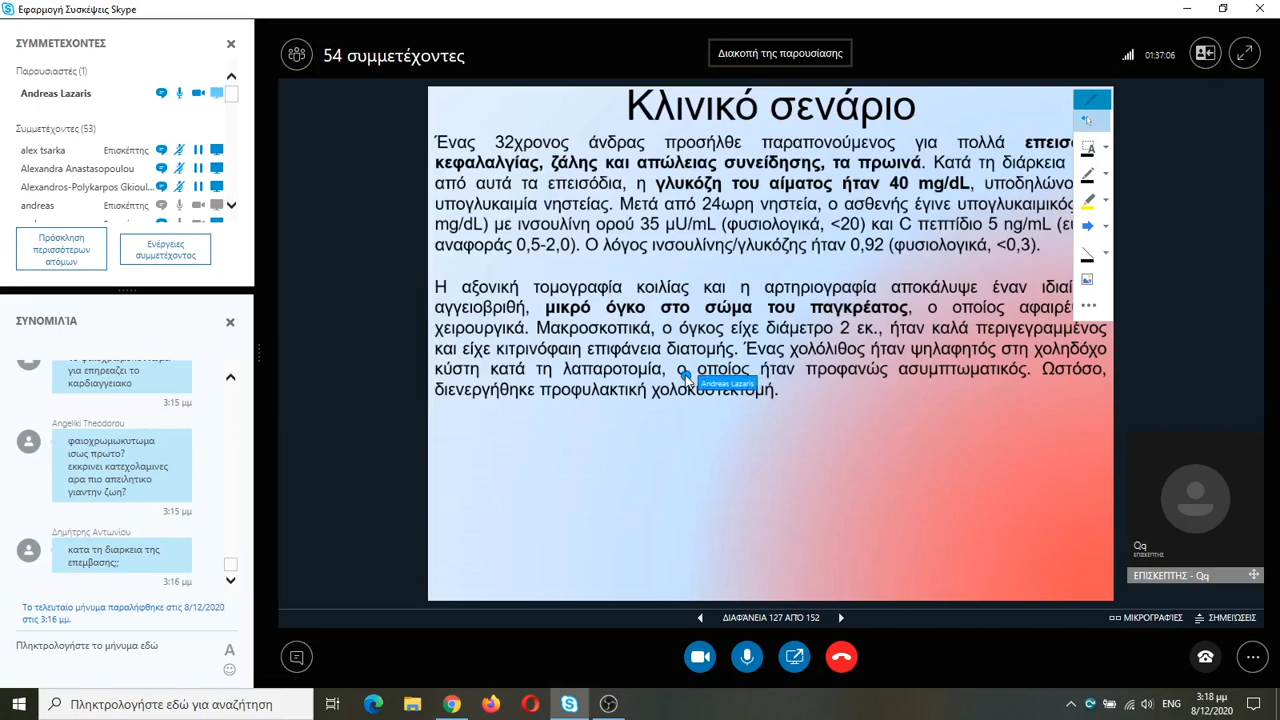 Εφαρμογή Συσκέψεις Skype
ΣΥΜΜΕΤΕΧΟΝΤΕΣ
Παρουσιαστές (1)
Andreas Lazaris
Συμμετέχοντες (53)
alex tsarka Επισκέπτης
Alexandra Anastasopoulou
Alexandros-Polykarpos Gkioul...
andreas Επισκέπτης
Πρόσκληση
περισσότερων
ατόμων
Ενέργειες
συμμετέχοντος
ΣΥΝΟΜΙΛΊΑ
για επηρεαζει το
καρδιαγγειακο
3:15 μμ
Angeliki Theodorou
φαιοχρωμωκυτωμα
ισως πρωτο?
εκκρινει κατεχολαμινες
αρα πιο απειλητικο
γιαντην ζωη?
3:15 μμ
Δημήτρης Αντωνίου
κατα τη διαρκεια της
επεμβασης;;
3:16 μμ
Το τελευταίο μήνυμα παραλήφθηκε στις 8/12/2020
στις 3:16 μμ.
Πληκτρολογήστε το μήνυμα εδώ
54 συμμετέχοντες
Διακοπή της παρουσίασης
01:37:06
Κλινικό σενάριο
Ένας 32χρονος άνδρας προσήλθε παραπονούμενος για πολλά επεισ
κεφαλαλγίας, ζάλης και απώλειας συνείδησης, τα πρωινά. Κατά τη διάρκεια
από αυτά τα επεισόδια, η γλυκόζη του αίματος ήταν 40 mg/dL, υποδηλώνο
υπογλυκαιμία νηστείας. Μετά από 24ωρη νηστεία, ο ασθενής έγινε υπογλυκαιμικός
mg/dL) με ινσουλίνη ορού 35 μU/mL (φυσιολογικά, <20) και C πεπτίδιο 5 ng/mL (ε
αναφοράς 0,5-2,0). Ο λόγος ινσουλίνης/γλυκόζης ήταν 0,92 (φυσιολογικά, <0,3).
Η αξονική τομογραφία κοιλίας και η αρτηριογραφία αποκάλυψε έναν ιδιαί
αγγειοβριθή, μικρό όγκο στο σώμα του παγκρέατος, ο οποίος αφαιρέ
χειρουργικά. Μακροσκοπικά, ο όγκος είχε διάμετρο 2 εκ., ήταν καλά περιγεγραμμένος
και είχε κιτρινόφαιη επιφάνεια διατομής. Ένας χολόλιθος ήταν ψηλαφητός στη χοληδόχο
κύστη κατά τη λαπαροτομία, ο οποίος ήταν προφανώς ασυμπτωματικός. Ωστόσο,
διενεργήθηκε προφυλακτική χολοκυστεκτομή.
Andreas Lazaris
Qq
ΕΠΙΣΚΕΠΤΗΣ
ΕΠΙΣΚΕΠΤΗΣ - Qq
ΔΙΑΦΆΝΕΙΑ 127 ΑΠΌ 152
ΜΙΚΡΟΓΡΑΦΊΕΣ
ΣΗΜΕΙΏΣΕΙΣ
Πληκτρολογήστε εδώ για αναζήτηση
ENG
3:18 μμ
8/12/2020